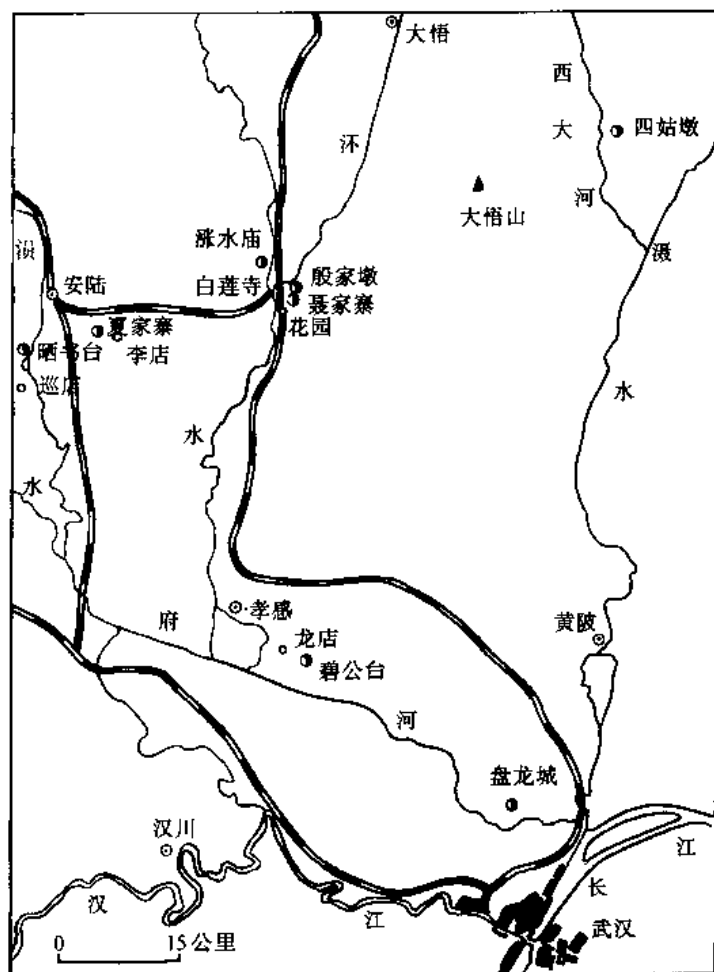 大悟
西
大
河
四姑墩
环
大悟山
涨水庙
白莲寺
殷家墩
聂家寨
花园
涢
安陆
夏家寨
李店
晒书台
巡店
水
水
滠
水
孝感
府
龙店
碧公台
河
黄陂
盘龙城
汉川
汉
江
江
长
武汉
0 15公里